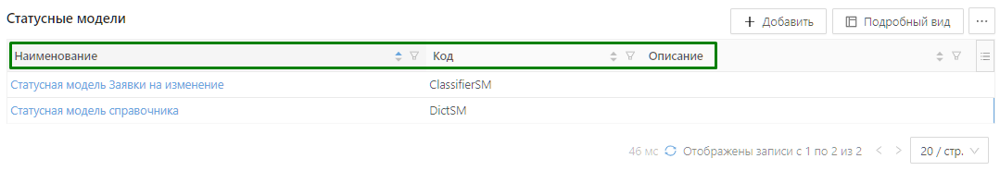 Статусные модели
Добавить Подробный вид ...
Наименование Код Описание
Статусная модель Заявки на изменение ClassifierSM
Статусная модель справочника DictSM
46 мс Отображены записи с 1 по 2 из 2 < > 20 / стр.